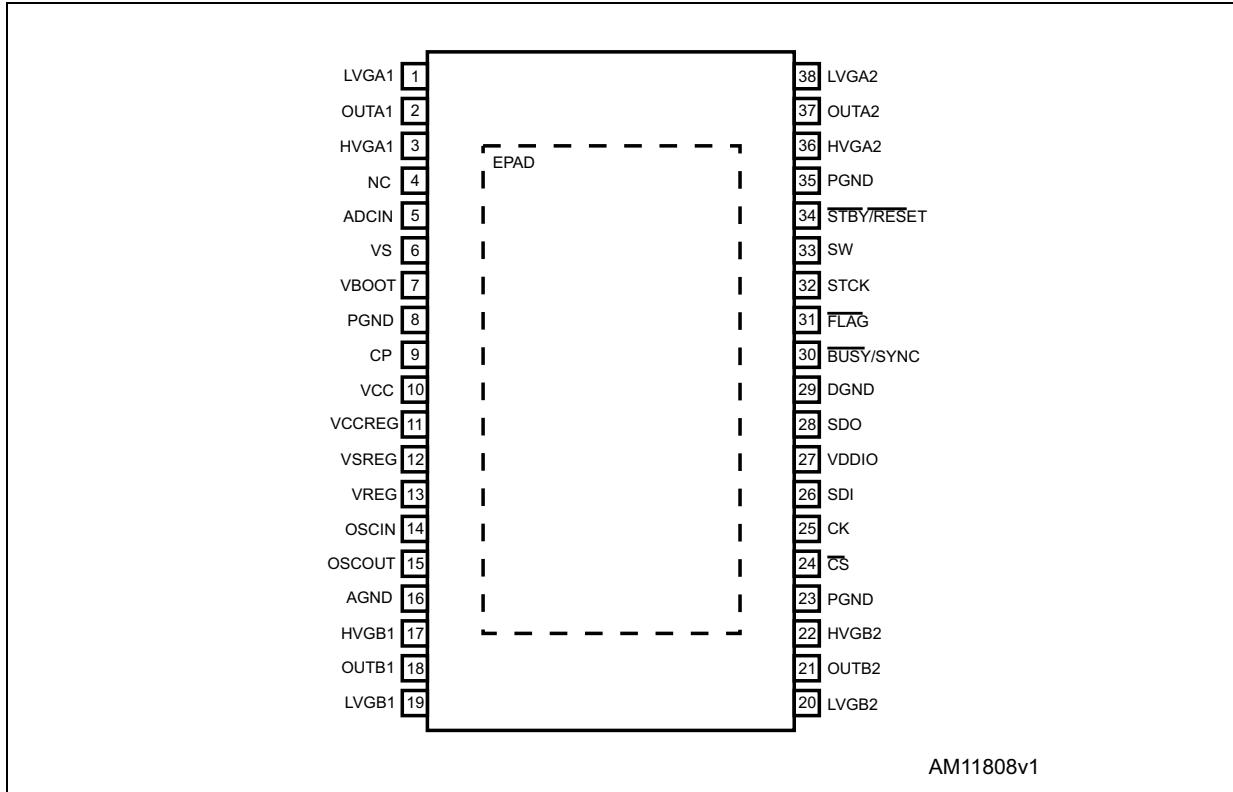 LVGA1 1
OUTA1 2
HVGA1 3
NC 4
ADCIN 5
VS 6
VBOOT 7
PGND 8
CP 9
VCC 10
VCCREG 11
VSREG 12
VREG 13
OSCIN 14
OSCOUT 15
AGND 16
HVGB1 17
OUTB1 18
LVGB1 19
EPAD
38 LVGA2
37 OUTA2
36 HVGA2
35 PGND
34 STBY/RESET
33 SW
32 STCK
31 FLAG
30 BUSY/SYNC
29 DGND
28 SDO
27 VDDIO
26 SDI
25 CK
24 CS
23 PGND
22 HVGB2
21 OUTB2
20 LVGB2
AM11808v1